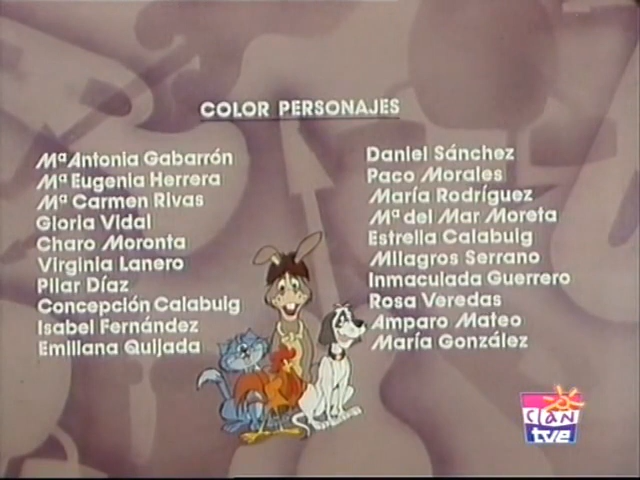 COLOR PERSONAJES
Mª Antonia Gabarrón
Mª Eugenia Herrera
Mª Carmen Rivas
Gloria Vidal
Charo Moronta
Virginia Lanero
Pilar Díaz
Concepción Calabuig
Isabel Fernández
Emiliana Quijada
Daniel Sánchez
Paco Morales
María Rodríguez
Mª del Mar Moreta
Estrella Calabuig
Milagros Serrano
Inmaculada Guerrero
Rosa Veredas
Amparo Mateo
María González
clan
tve